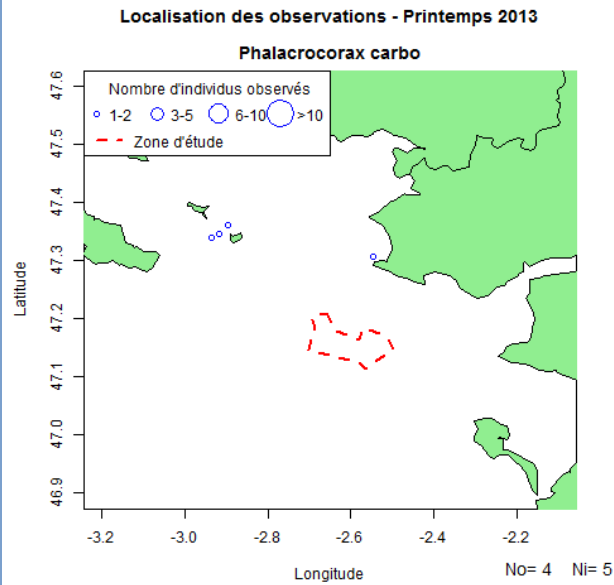 Localisation des observations - Printemps 2013
Phalacrocorax carbo
Nombre d'individus observés
1-2 3-5 6-10 >10
Zone d'étude
47.6
47.5
47.4
47.3
47.2
47.1
47.0
46.9
Latitude
-3.2 -3.0 -2.8 -2.6 -2.4 -2.2
Longitude
No= 4 Ni= 5